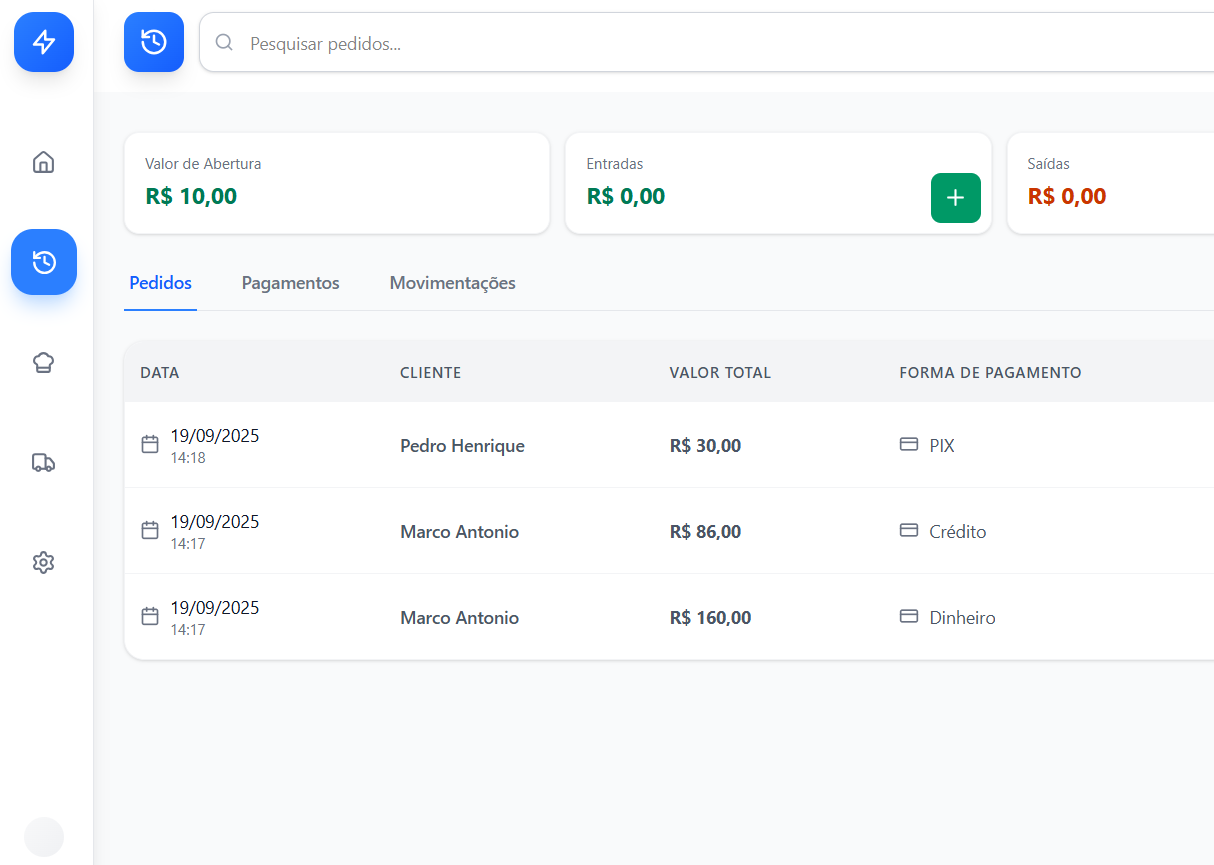 Pesquisar pedidos...
Valor de Abertura
R$ 10,00
Entradas
R$ 0,00
Saídas
R$ 0,00
Pedidos Pagamentos Movimentações
DATA CLIENTE VALOR TOTAL FORMA DE PAGAMENTO
19/09/2025
14:18
Pedro Henrique R$ 30,00 PIX
19/09/2025
14:17
Marco Antonio R$ 86,00 Crédito
19/09/2025
14:17
Marco Antonio R$ 160,00 Dinheiro